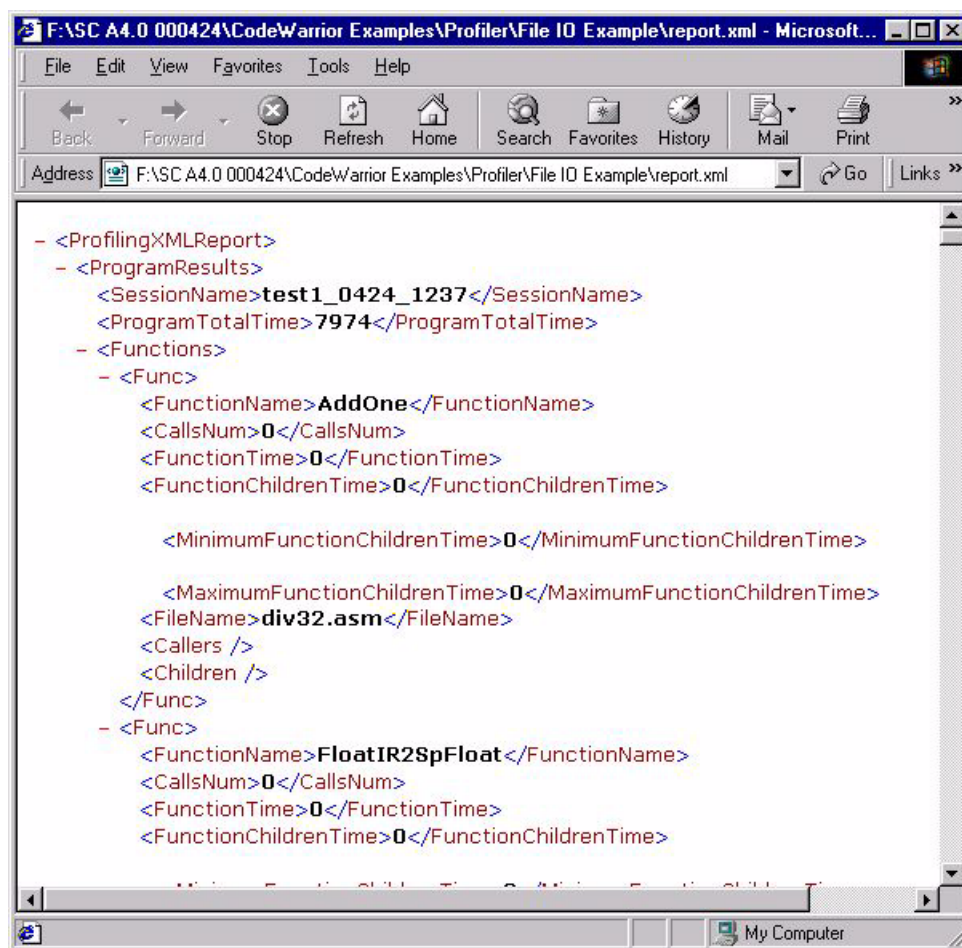 F:\SC A4.0 000424\CodeWarrior Examples\Profiler\File IO Example\report.xml - Microsoft...
File Edit View Favorites Tools Help
Back Forward Stop Refresh Home Search Favorites History Mail Print »
Address F:\SC A4.0 000424\CodeWarrior Examples\Profiler\File IO Example\report.xml Go Links »
- <ProfilingXMLReport>
- <ProgramResults>
<SessionName>test1_0424_1237</SessionName>
<ProgramTotalTime>7974</ProgramTotalTime>
- <Functions>
- <Func>
<FunctionName>AddOne</FunctionName>
<CallsNum>0</CallsNum>
<FunctionTime>0</FunctionTime>
<FunctionChildrenTime>0</FunctionChildrenTime>
<MinimumFunctionChildrenTime>0</MinimumFunctionChildrenTime>
<MaximumFunctionChildrenTime>0</MaximumFunctionChildrenTime>
<FileName>div32.asm</FileName>
<Callers />
<Children />
</Func>
- <Func>
<FunctionName>FloatIR2SpFloat</FunctionName>
<CallsNum>0</CallsNum>
<FunctionTime>0</FunctionTime>
<FunctionChildrenTime>0</FunctionChildrenTime>
My Computer